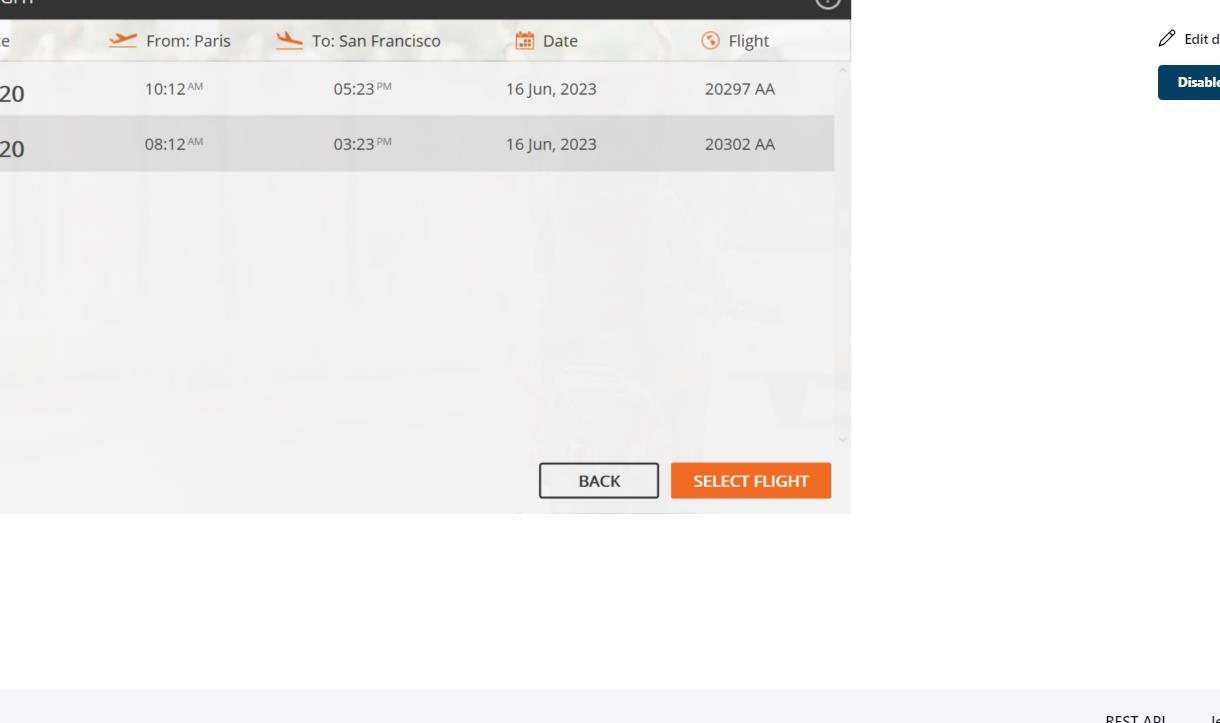 From: Paris To: San Francisco Date Flight
20 10:12 AM 05:23 PM 16 Jun, 2023 20297 AA
20 08:12 AM 03:23 PM 16 Jun, 2023 20302 AA
BACK SELECT FLIGHT
Edit d
Disable
REST API